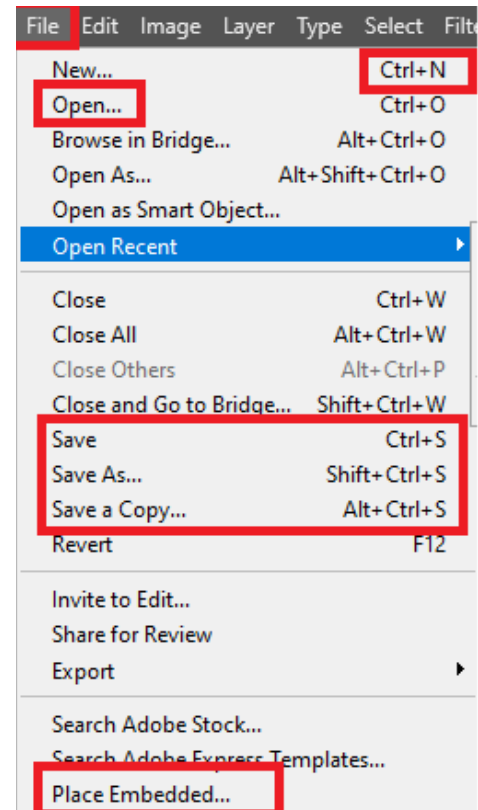 File Edit Image Layer Type Select Filte
New... Ctrl+N
Open... Ctrl+O
Browse in Bridge... Alt+Ctrl+O
Open As... Alt+Shift+Ctrl+O
Open as Smart Object...
Open Recent
Close Ctrl+W
Close All Alt+Ctrl+W
Close Others Alt+Ctrl+P
Close and Go to Bridge... Shift+Ctrl+W
Save Ctrl+S
Save As... Shift+Ctrl+S
Save a Copy... Alt+Ctrl+S
Revert F12
Invite to Edit...
Share for Review
Export
Search Adobe Stock...
Search Adobe Express Templates...
Place Embedded...